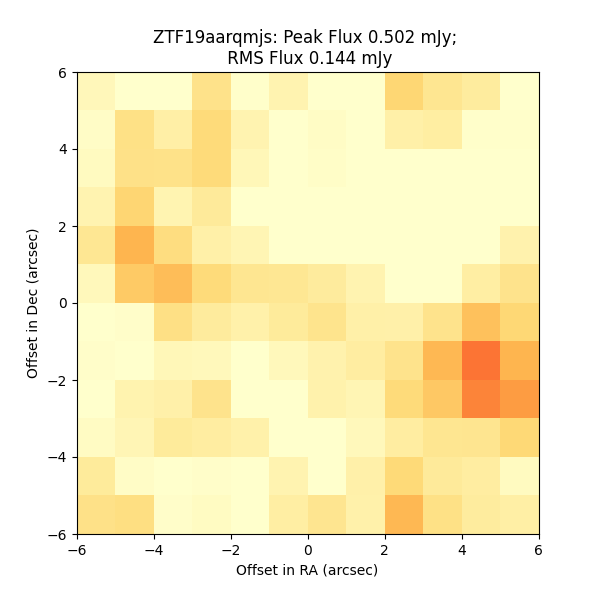 ZTF19aarqmjs: Peak Flux 0.502 mJy;
RMS Flux 0.144 mJy
6
4
2
0
−2
−4
−6
Offset in Dec (arcsec)
−6 −4 −2 0 2 4 6
Offset in RA (arcsec)